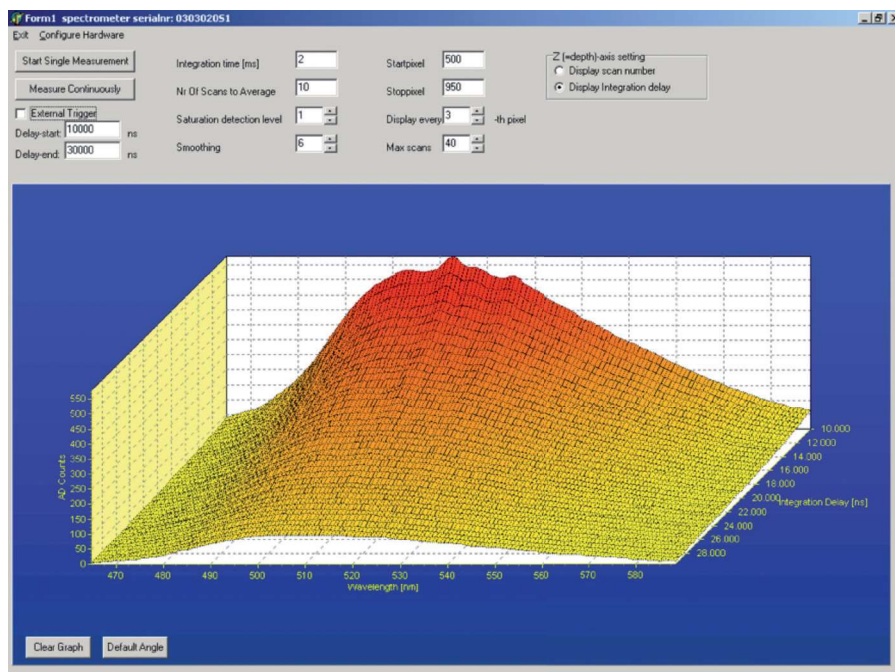 Form1 spectrometer serialnr: 0303020S1
Exit Configure Hardware
Start Single Measurement
Measure Continuously
External Trigger
Delay-start: 10000 ns
Delay-end: 30000 ns
Integration time [ms] 2
Nr Of Scans to Average 10
Saturation detection level 1
Smoothing 6
Startpixel 500
Stoppixel 950
Display every 3 -th pixel
Max scans 40
Z (=depth)-axis setting
Display scan number
Display Integration delay
550
500
450
400
350
300
250
200
150
100
50
0
AD Counts
470 480 490 500 510 520 530 540 550 560 570 580
Wavelength [nm]
10.000
12.000
14.000
16.000
18.000
20.000
22.000
24.000
26.000
28.000
Integration Delay [ns]
Clear Graph Default Angle